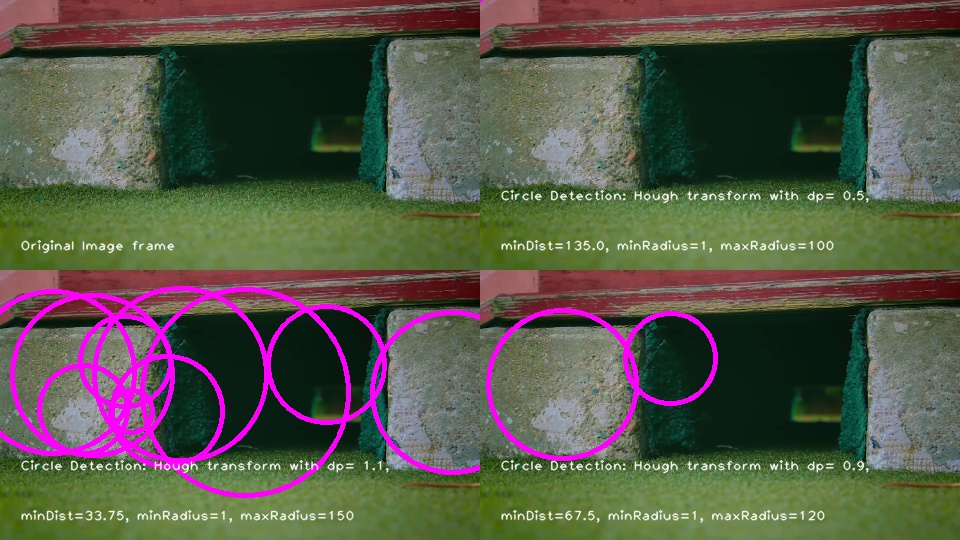 Original Image frame
Circle Detection: Hough transform with dp= 0.5,
minDist=135.0, minRadius=1, maxRadius=100
Circle Detection: Hough transform with dp= 1.1,
minDist=33.75, minRadius=1, maxRadius=150
Circle Detection: Hough transform with dp= 0.9,
minDist=67.5, minRadius=1, maxRadius=120